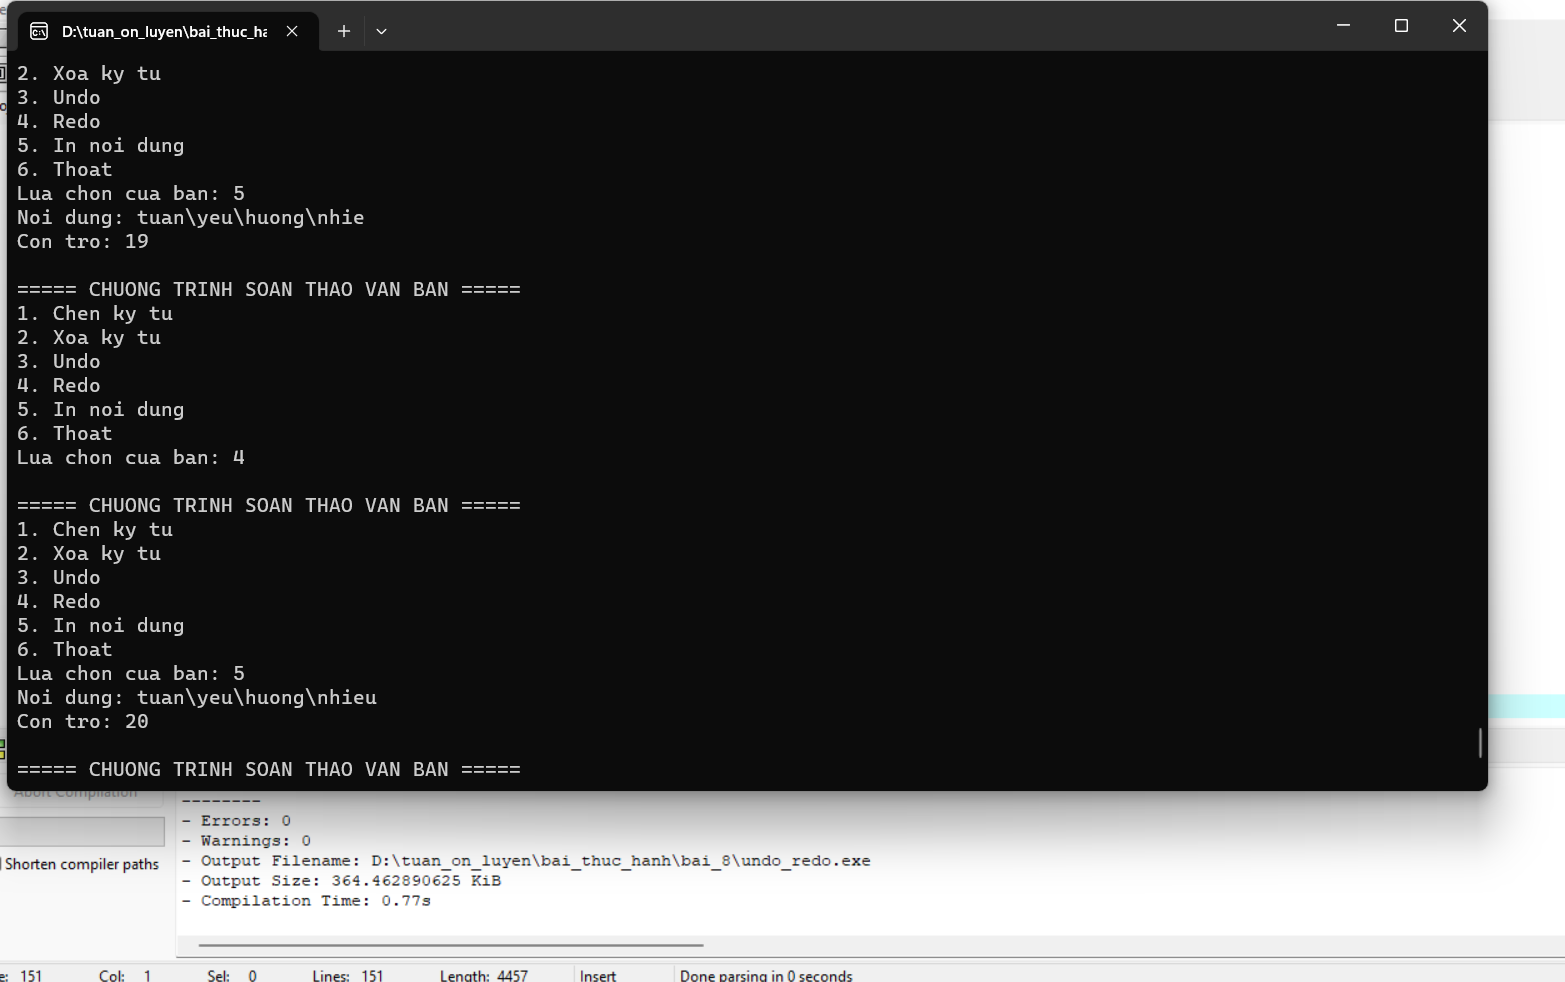 D:\tuan_on_luyen\bai_thuc_ha
2. Xoa ky tu
3. Undo
4. Redo
5. In noi dung
6. Thoat
Lua chon cua ban: 5
Noi dung: tuan\yeu\huong\nhie
Con tro: 19
===== CHUONG TRINH SOAN THAO VAN BAN =====
1. Chen ky tu
2. Xoa ky tu
3. Undo
4. Redo
5. In noi dung
6. Thoat
Lua chon cua ban: 4
===== CHUONG TRINH SOAN THAO VAN BAN =====
1. Chen ky tu
2. Xoa ky tu
3. Undo
4. Redo
5. In noi dung
6. Thoat
Lua chon cua ban: 5
Noi dung: tuan\yeu\huong\nhieu
Con tro: 20
===== CHUONG TRINH SOAN THAO VAN BAN =====
Abort Compilation
--------
- Errors: 0
- Warnings: 0
Shorten compiler paths
- Output Filename: D:\tuan_on_luyen\bai_thuc_hanh\bai_8\undo_redo.exe
- Output Size: 364.462890625 KiB
- Compilation Time: 0.77s
e: 151 Col: 1 Sel: 0 Lines: 151 Length: 4457 Insert Done parsing in 0 seconds